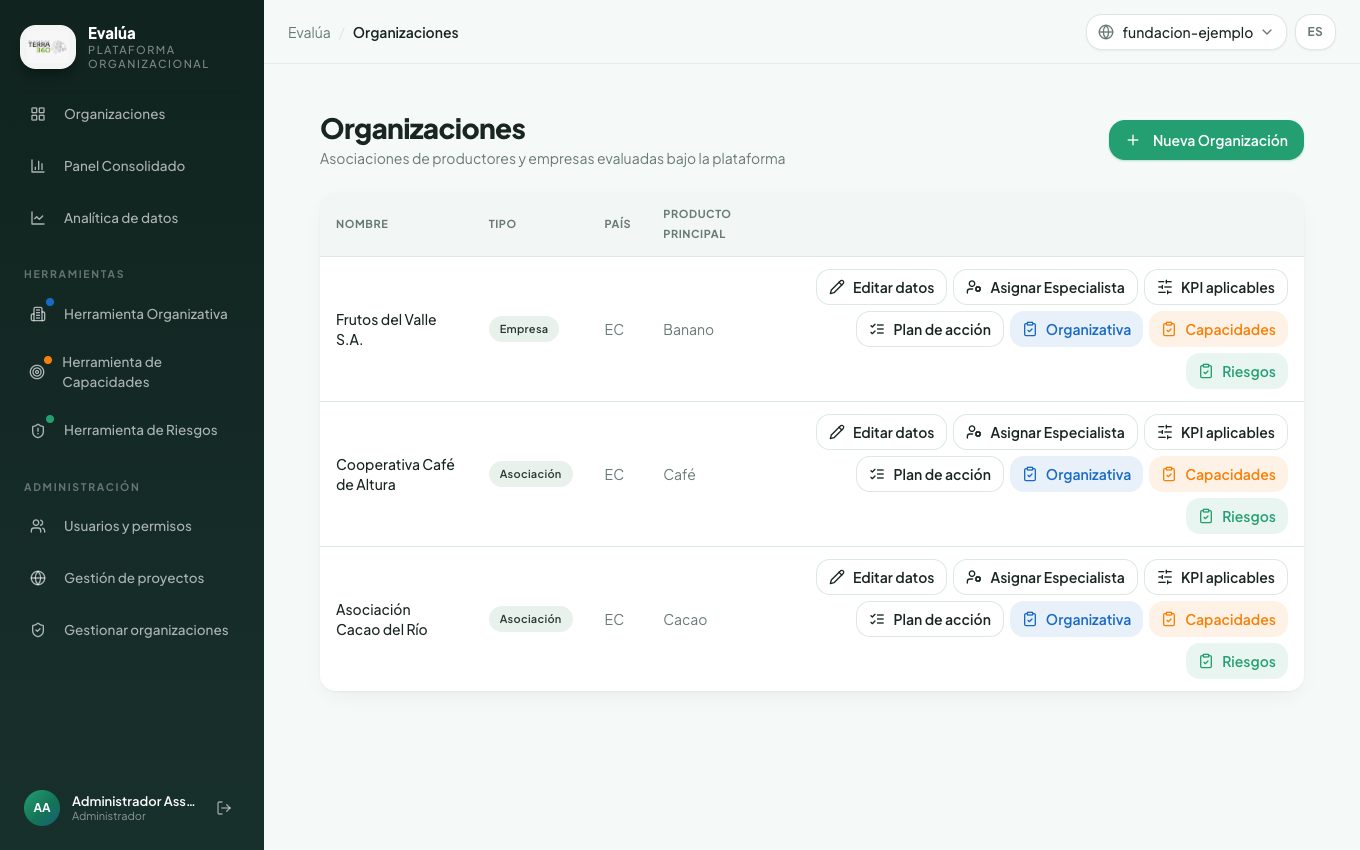 TERRA
360
Evalúa
PLATAFORMA
ORGANIZACIONAL
Organizaciones
Panel Consolidado
Analítica de datos
HERRAMIENTAS
Herramienta Organizativa
Herramienta de
Capacidades
Herramienta de Riesgos
ADMINISTRACIÓN
Usuarios y permisos
Gestión de proyectos
Gestionar organizaciones
AA
Administrador Ass...
Administrador
Evalúa / Organizaciones
fundacion-ejemplo
ES
Organizaciones
Asociaciones de productores y empresas evaluadas bajo la plataforma
+ Nueva Organización
NOMBRE TIPO PAÍS PRODUCTO
PRINCIPAL
Frutos del Valle
S.A.
Empresa
EC
Banano
Editar datos Asignar Especialista KPI aplicables
Plan de acción Organizativa Capacidades
Riesgos
Cooperativa Café
de Altura
Asociación
EC
Café
Editar datos Asignar Especialista KPI aplicables
Plan de acción Organizativa Capacidades
Riesgos
Asociación
Cacao del Río
Asociación
EC
Cacao
Editar datos Asignar Especialista KPI aplicables
Plan de acción Organizativa Capacidades
Riesgos